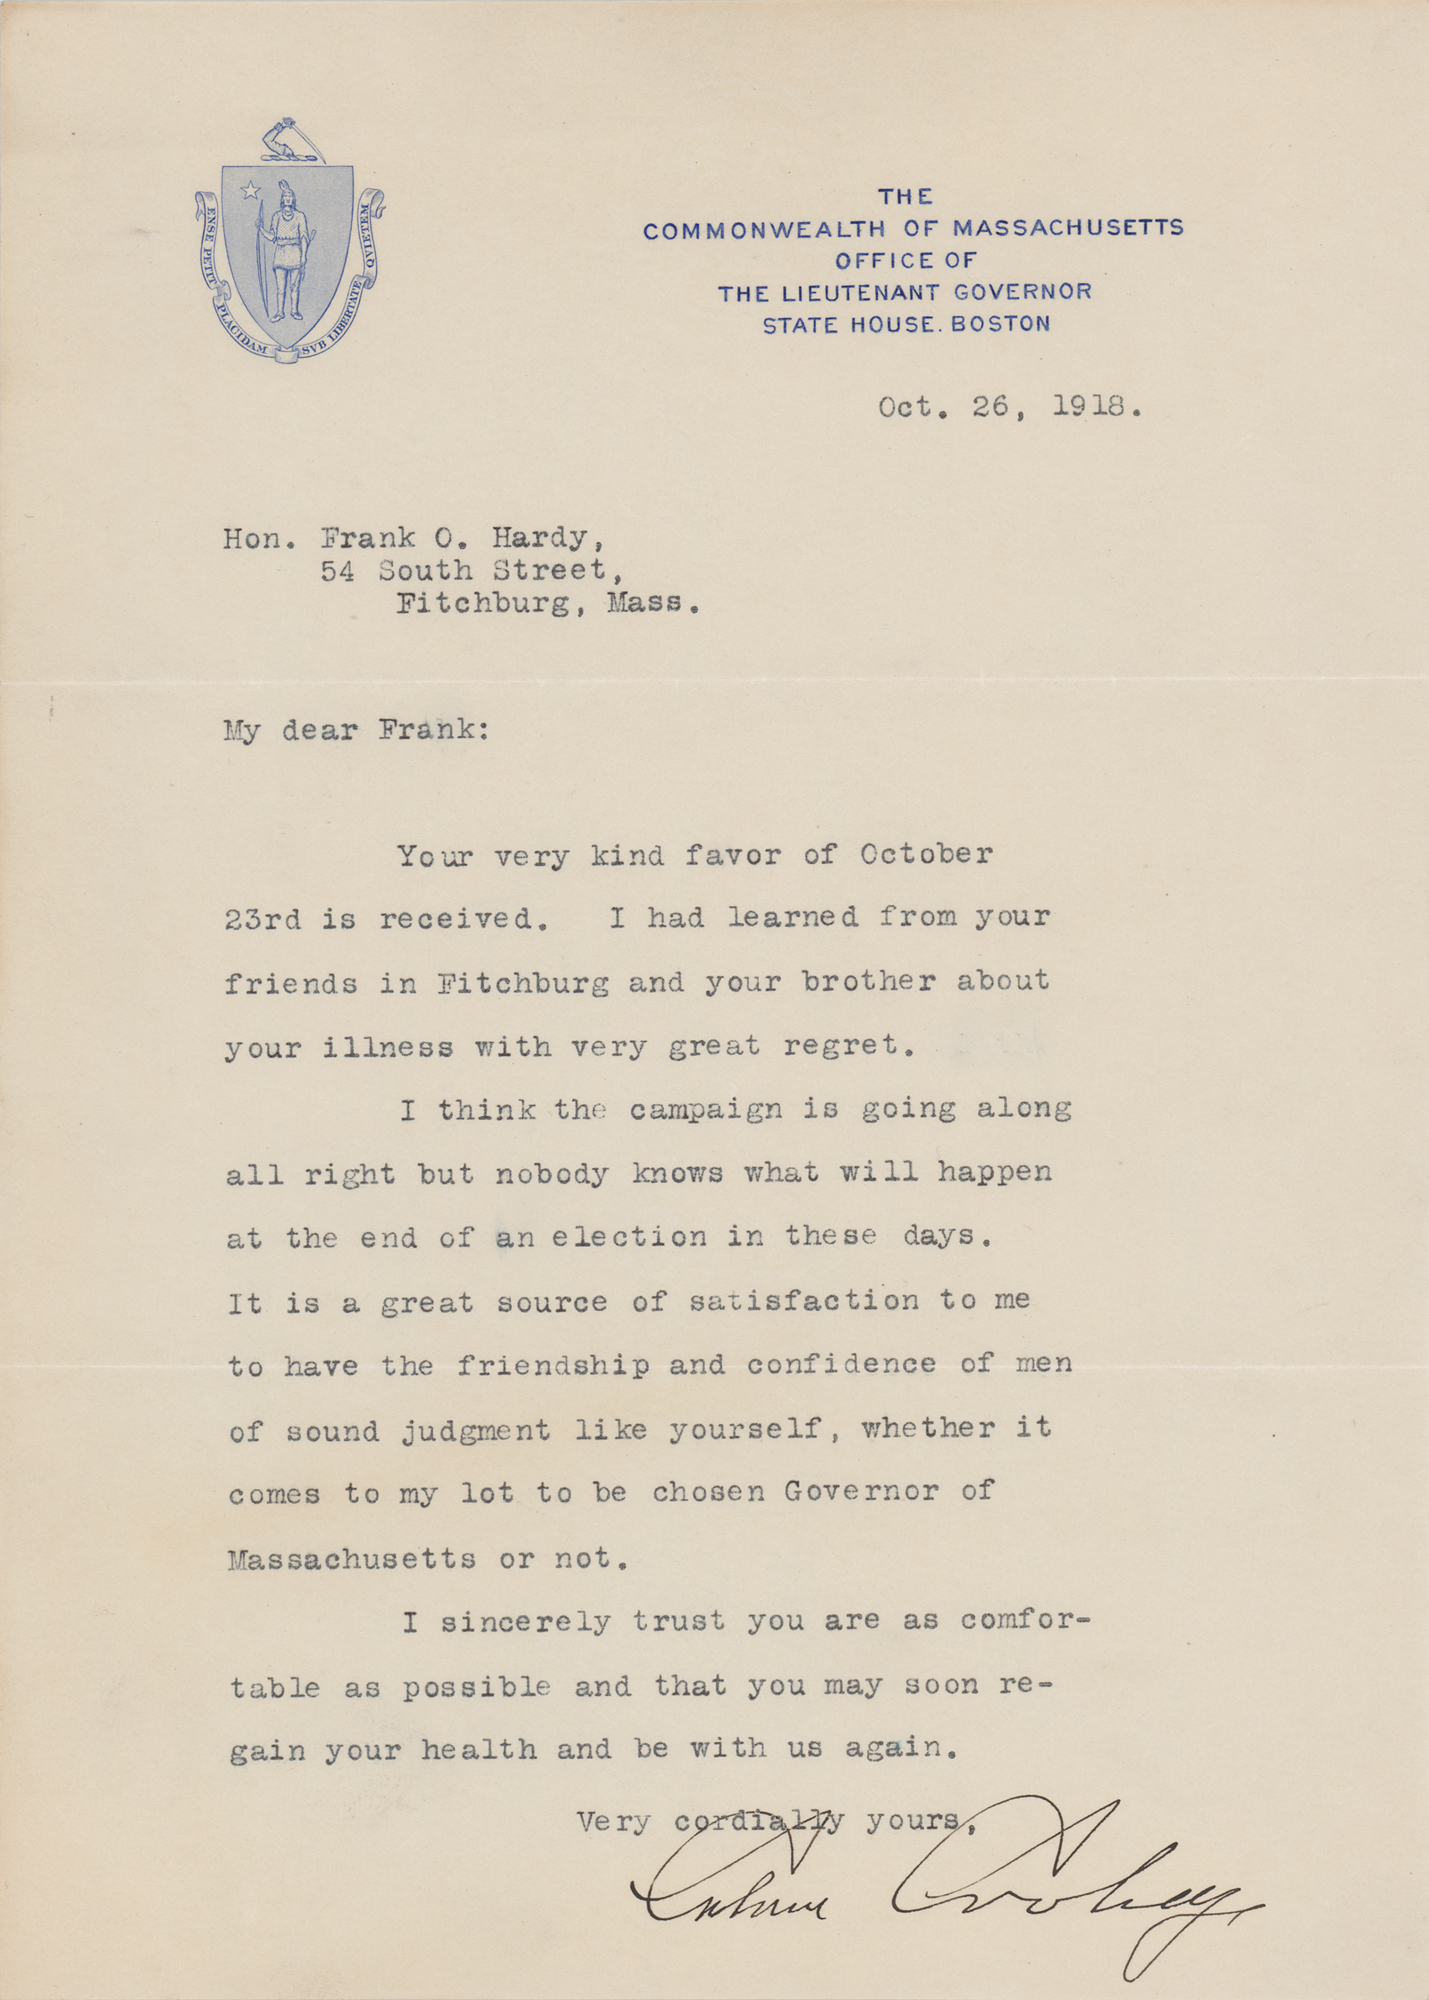 ENSE PETIT PLACIDAM SVB LIBERTATE QVIETEM
THE
COMMONWEALTH OF MASSACHUSETTS
OFFICE OF
THE LIEUTENANT GOVERNOR
STATE HOUSE. BOSTON
Oct. 26, 1918.
Hon. Frank O. Hardy,
54 South Street,
Fitchburg, Mass.
My dear Frank:
Your very kind favor of October
23rd is received. I had learned from your
friends in Fitchburg and your brother about
your illness with very great regret.
I think the campaign is going along
all right but nobody knows what will happen
at the end of an election in these days.
It is a great source of satisfaction to me
to have the friendship and confidence of men
of sound judgment like yourself, whether it
comes to my lot to be chosen Governor of
Massachusetts or not.
I sincerely trust you are as comfor-
table as possible and that you may soon re-
gain your health and be with us again.
Very cordially yours,
Calvin Coolidge